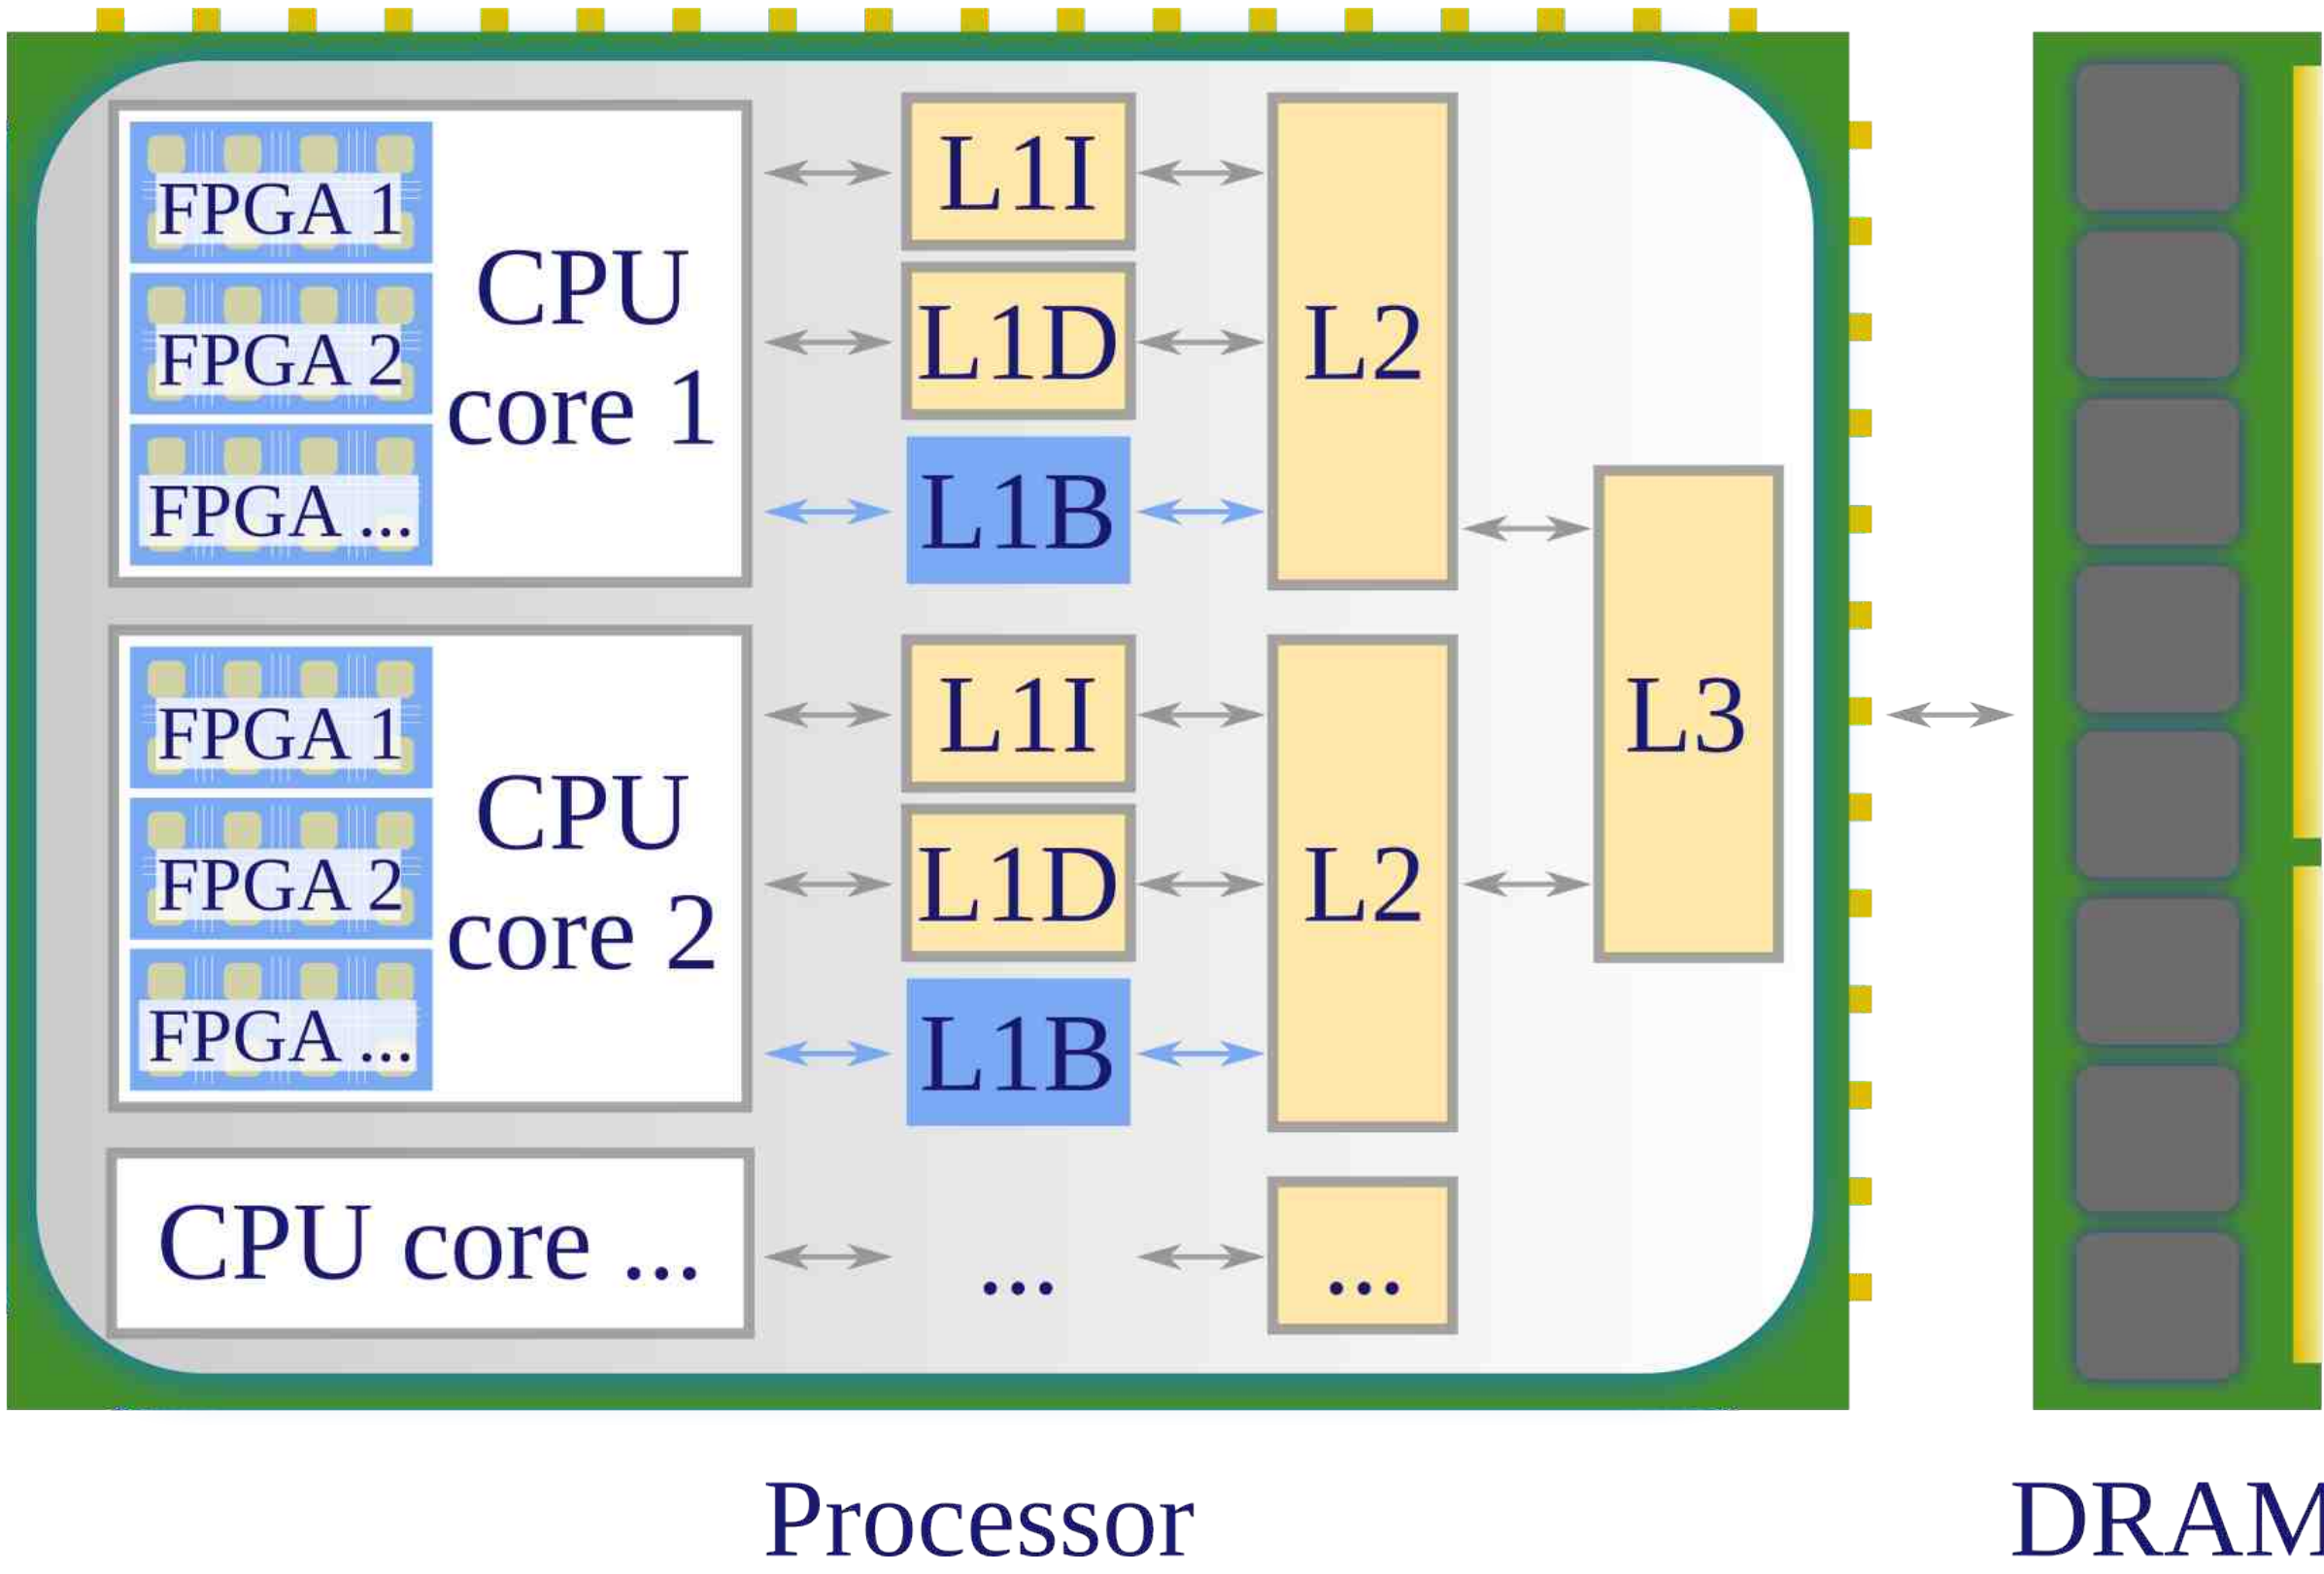 FPGA 1
FPGA 2
FPGA ...
CPU
core 1
L1I
L1D
L1B
L2
FPGA 1
FPGA 2
FPGA ...
CPU
core 2
L1I
L1D
L1B
L2
L3
CPU core ...
...
...
Processor
DRAM